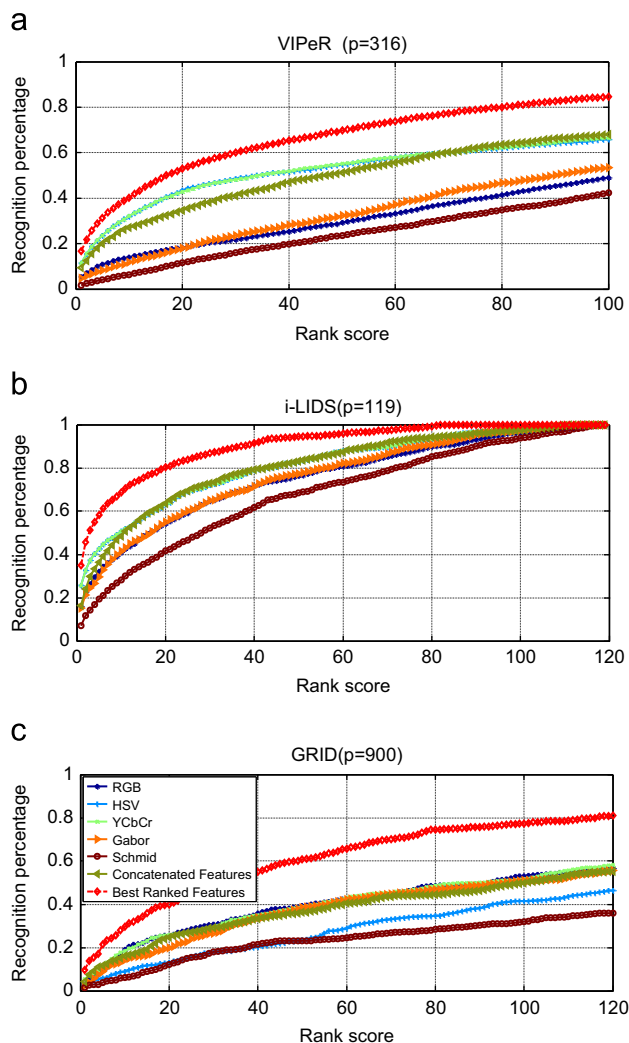 a
VIPeR (p=316)
Recognition percentage
1
0.8
0.6
0.4
0.2
0
20 40 60 80 100
Rank score
b
i-LIDS(p=119)
Recognition percentage
1
0.8
0.6
0.4
0.2
0
0 20 40 60 80 100 120
Rank score
c
GRID(p=900)
Recognition percentage
1
0.8
0.6
0.4
0.2
0
RGB
HSV
YCbCr
Gabor
Schmid
Concatenated Features
Best Ranked Features
0 20 40 60 80 100 120
Rank score